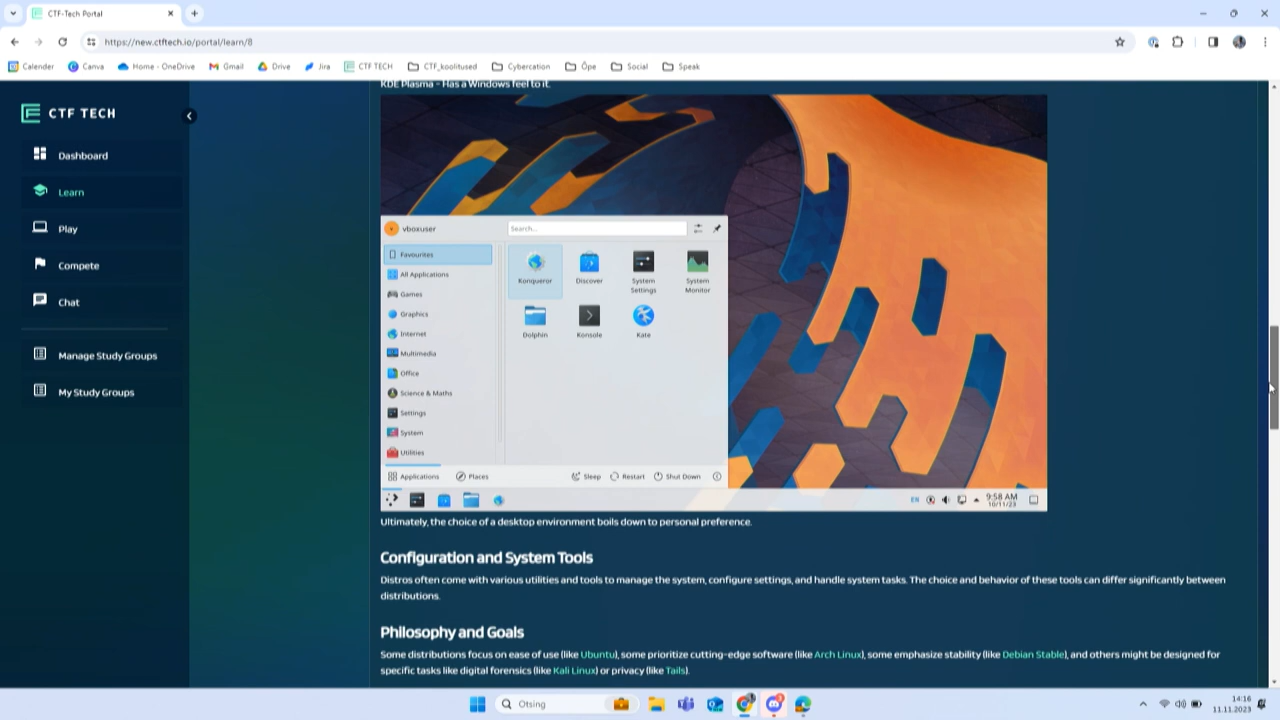 CTF-Tech Portal
https://new.ctftech.io/portal/learn/8
Calender Canva Home - OneDrive Gmail Drive Jira CTF TECH CTF_koolitused Cybercation Õpe Social Speak
CTF TECH
Dashboard
Learn
Play
Compete
Chat
Manage Study Groups
My Study Groups
KDE Plasma - Has a Windows feel to it.
vboxuser
Search...
Favourites
All Applications
Games
Graphics
Internet
Multimedia
Office
Science & Maths
Settings
System
Utilities
Konqueror Discover System Settings System Monitor
Dolphin Konsole Kate
Applications Places Sleep Restart Shut Down
EN 9:58 AM
10/11/23
Ultimately, the choice of a desktop environment boils down to personal preference.
Configuration and System Tools
Distros often come with various utilities and tools to manage the system, configure settings, and handle system tasks. The choice and behavior of these tools can differ significantly between
distributions.
Philosophy and Goals
Some distributions focus on ease of use (like Ubuntu), some prioritize cutting-edge software (like Arch Linux), some emphasize stability (like Debian Stable), and others might be designed for
specific tasks like digital forensics (like Kali Linux) or privacy (like Tails).
Otsing
14:16
11.11.2023